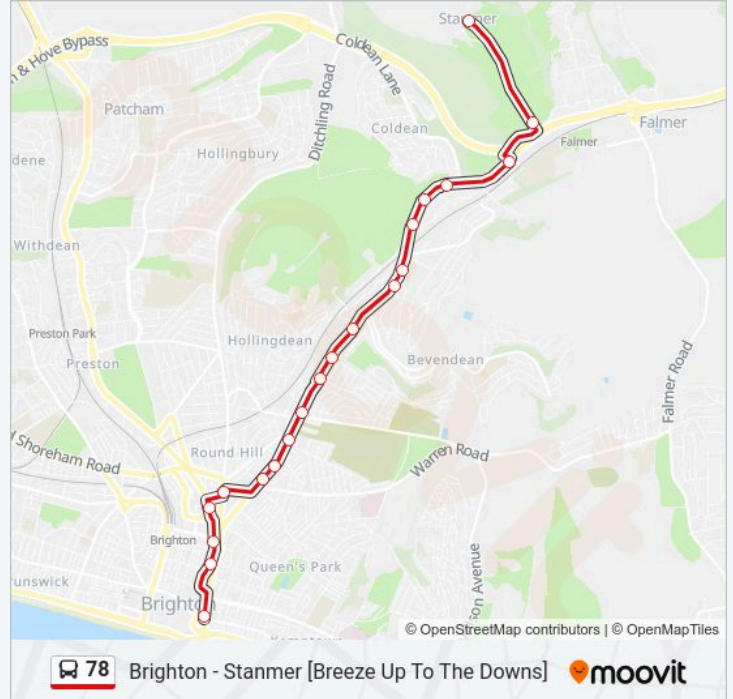 Stanmer
n & Hove Bypass
Coldean Lane
Patcham
Ditchling Road
Coldean
Falmer
Falmer
Hollingbury
dene
Withdean
Preston Park
Hollingdean
Preston
Bevendean
Falmer Road
d Shoreham Road
Round Hill
Warren Road
Brighton
Queen's Park
son Avenue
runswick
Brighton
© OpenStreetMap contributors | © OpenMapTiles
78 Brighton - Stanmer [Breeze Up To The Downs] moovit